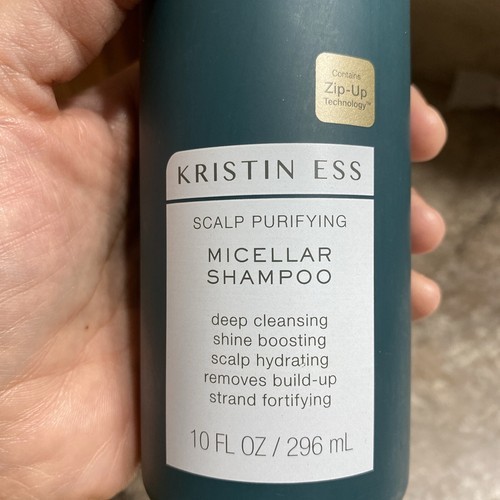 Contains
Zip-Up
Technology™
KRISTIN ESS
SCALP PURIFYING
MICELLAR
SHAMPOO
deep cleansing
shine boosting
scalp hydrating
removes build-up
strand fortifying
10 FL OZ / 296 mL